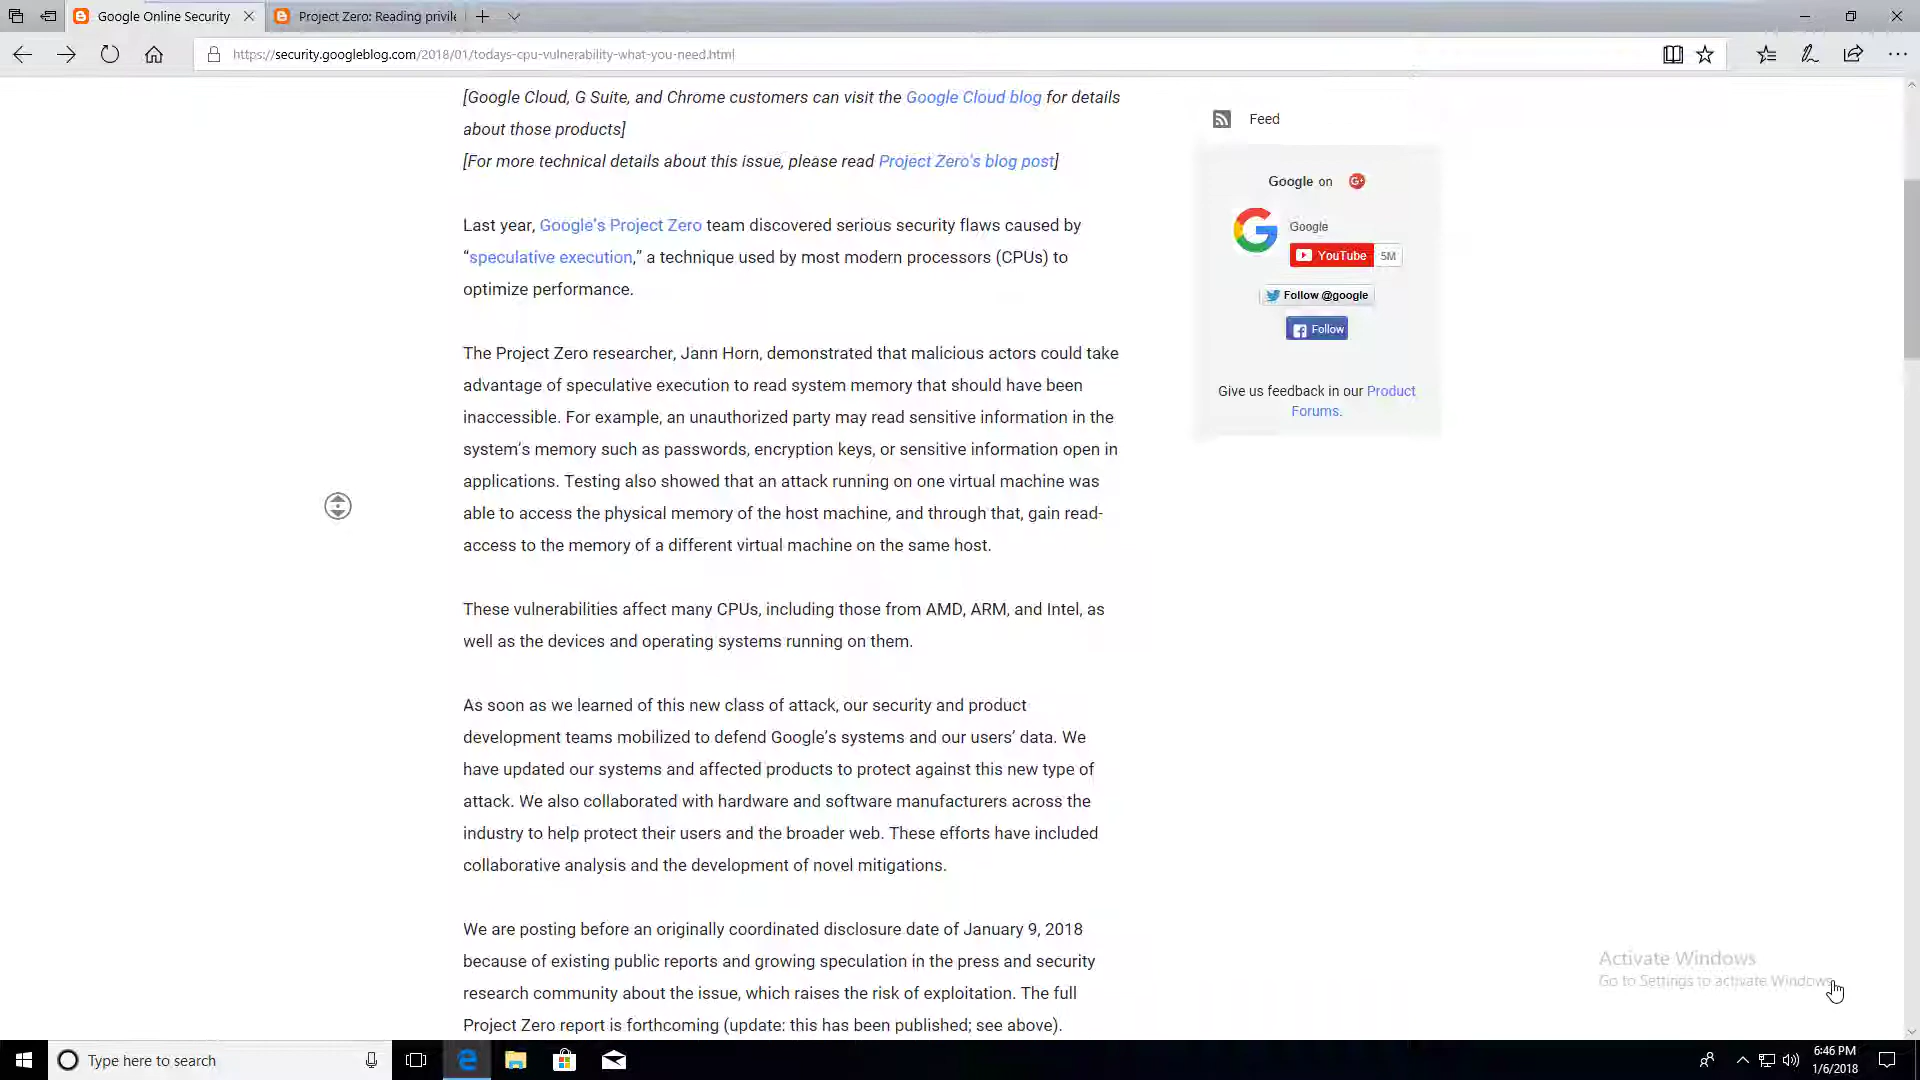 Google Online Security
Project Zero: Reading privile
https://security.googleblog.com/2018/01/todays-cpu-vulnerability-what-you-need.html
[Google Cloud, G Suite, and Chrome customers can visit the Google Cloud blog for details
about those products]
[For more technical details about this issue, please read Project Zero's blog post]
Last year, Google's Project Zero team discovered serious security flaws caused by
“speculative execution,” a technique used by most modern processors (CPUs) to
optimize performance.
The Project Zero researcher, Jann Horn, demonstrated that malicious actors could take
advantage of speculative execution to read system memory that should have been
inaccessible. For example, an unauthorized party may read sensitive information in the
system’s memory such as passwords, encryption keys, or sensitive information open in
applications. Testing also showed that an attack running on one virtual machine was
able to access the physical memory of the host machine, and through that, gain read-
access to the memory of a different virtual machine on the same host.
These vulnerabilities affect many CPUs, including those from AMD, ARM, and Intel, as
well as the devices and operating systems running on them.
As soon as we learned of this new class of attack, our security and product
development teams mobilized to defend Google’s systems and our users’ data. We
have updated our systems and affected products to protect against this new type of
attack. We also collaborated with hardware and software manufacturers across the
industry to help protect their users and the broader web. These efforts have included
collaborative analysis and the development of novel mitigations.
We are posting before an originally coordinated disclosure date of January 9, 2018
because of existing public reports and growing speculation in the press and security
research community about the issue, which raises the risk of exploitation. The full
Project Zero report is forthcoming (update: this has been published; see above).
Feed
Google on G+
Google
YouTube 5M
Follow @google
Follow
Give us feedback in our Product
Forums.
Activate Windows
Go to Settings to activate Windows.
Type here to search
6:46 PM
1/6/2018